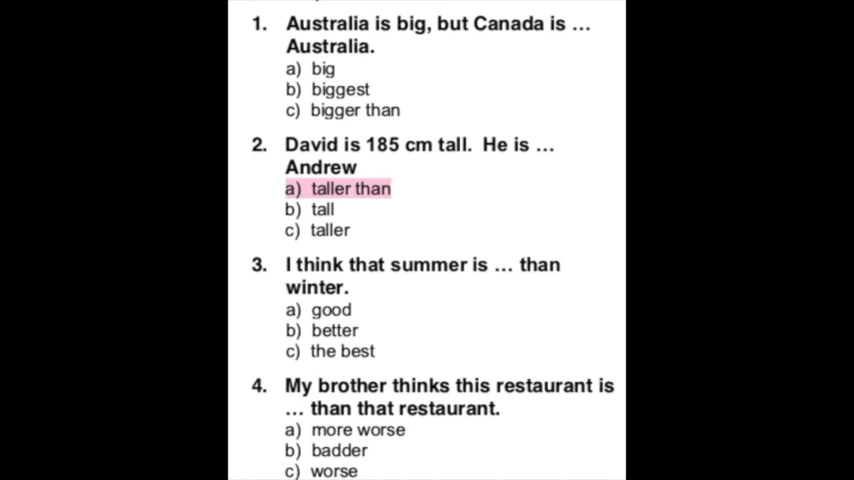 1. Australia is big, but Canada is ...
Australia.
a) big
b) biggest
c) bigger than
2. David is 185 cm tall. He is ...
Andrew
a) taller than
b) tall
c) taller
3. I think that summer is ... than
winter.
a) good
b) better
c) the best
4. My brother thinks this restaurant is
... than that restaurant.
a) more worse
b) badder
c) worse